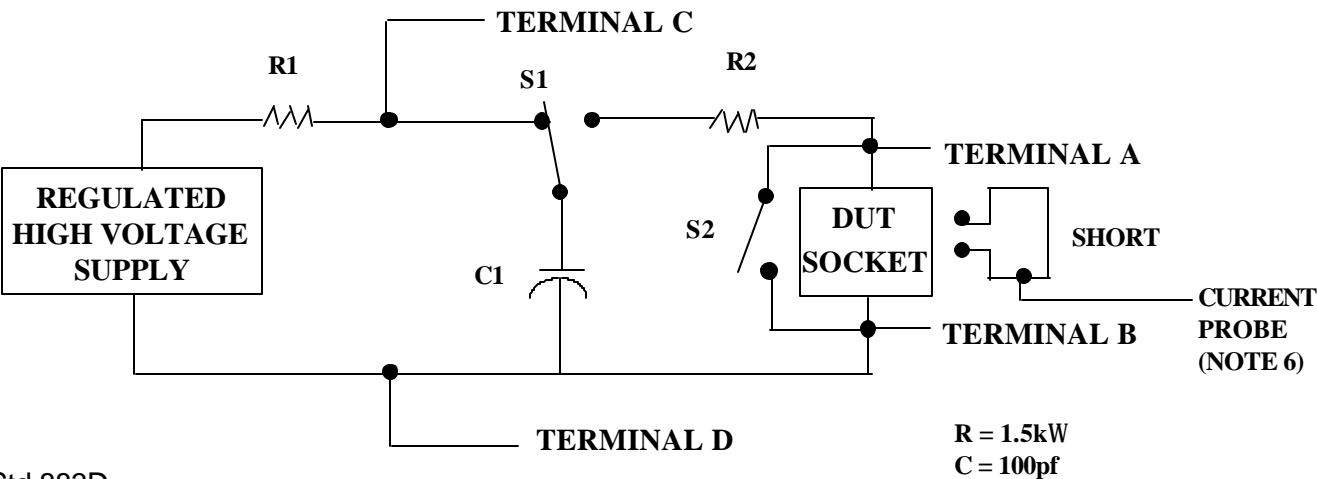 TERMINAL C
R1
S1
R2
TERMINAL A
REGULATED
HIGH VOLTAGE
SUPPLY
S2
DUT
SOCKET
SHORT
C1
CURRENT
PROBE
(NOTE 6)
TERMINAL B
TERMINAL D
R = 1.5kW
C = 100pf